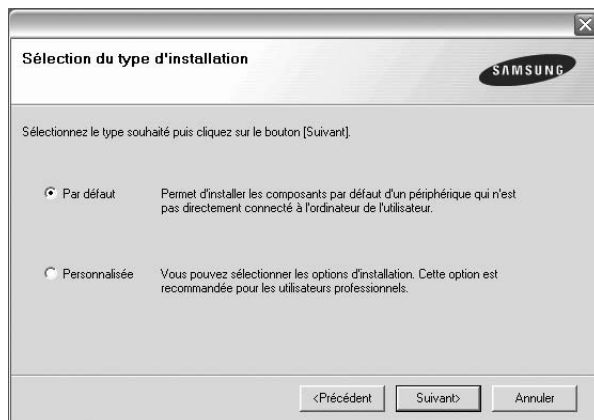 Sélection du type d'installation
SAMSUNG
Sélectionnez le type souhaité puis cliquez sur le bouton [Suivant].
Par défaut
Permet d'installer les composants par défaut d'un périphérique qui n'est
pas directement connecté à l'ordinateur de l'utilisateur.
Personnalisée
Vous pouvez sélectionner les options d'installation. Cette option est
recommandée pour les utilisateurs professionnels.
<Précédent
Suivant>
Annuler